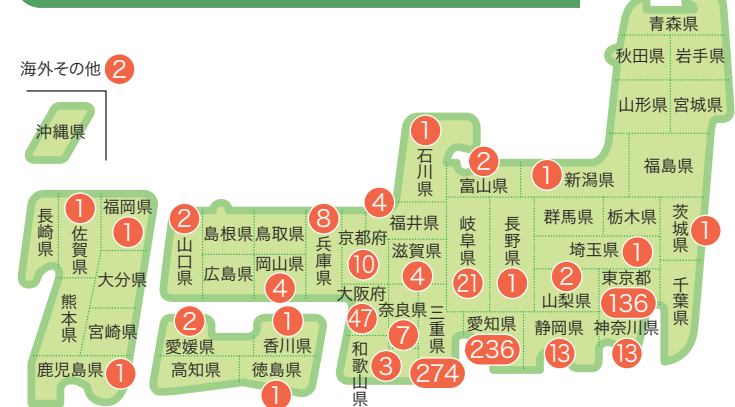 青森県
秋田県 岩手県
海外その他 2
山形県 宮城県
沖縄県
1
石川県
2
富山県
1 新潟県
福島県
長崎県
1
佐賀県
福岡県
1
大分県
熊本県
宮崎県
鹿児島県 1
2
山口県
島根県 鳥取県
広島県 岡山県
4
8
兵庫県
4
福井県
京都府
10
滋賀県
4
岐阜県
21
長野県
1
群馬県 栃木県
茨城県
1
埼玉県 1
2
山梨県
東京都
136
千葉県
大阪府
47
奈良県
7
三重県
274
愛知県
236
静岡県
13
神奈川県
13
和歌山県
3
2
愛媛県
1
香川県
高知県 徳島県
1